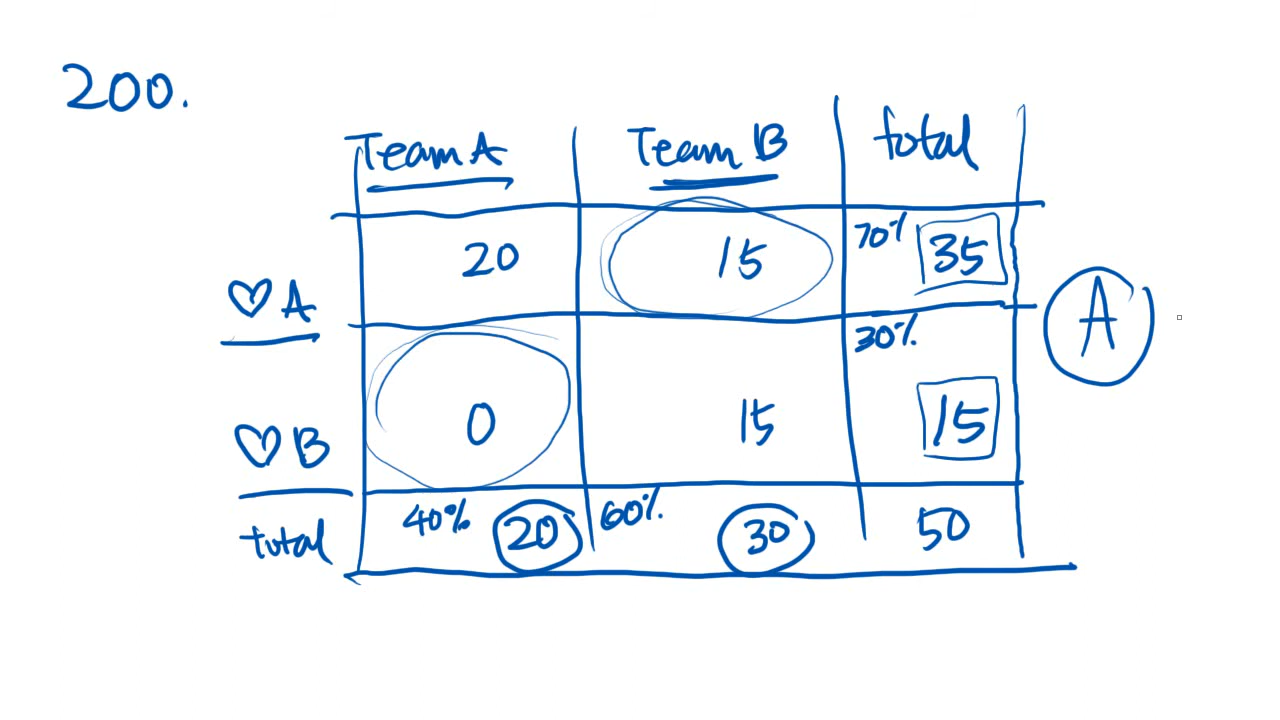 200.
Team A Team B total
♡ A 20 15 70% 35
♡ B 0 15 30% 15
total 40% 20 60% 30 50
A